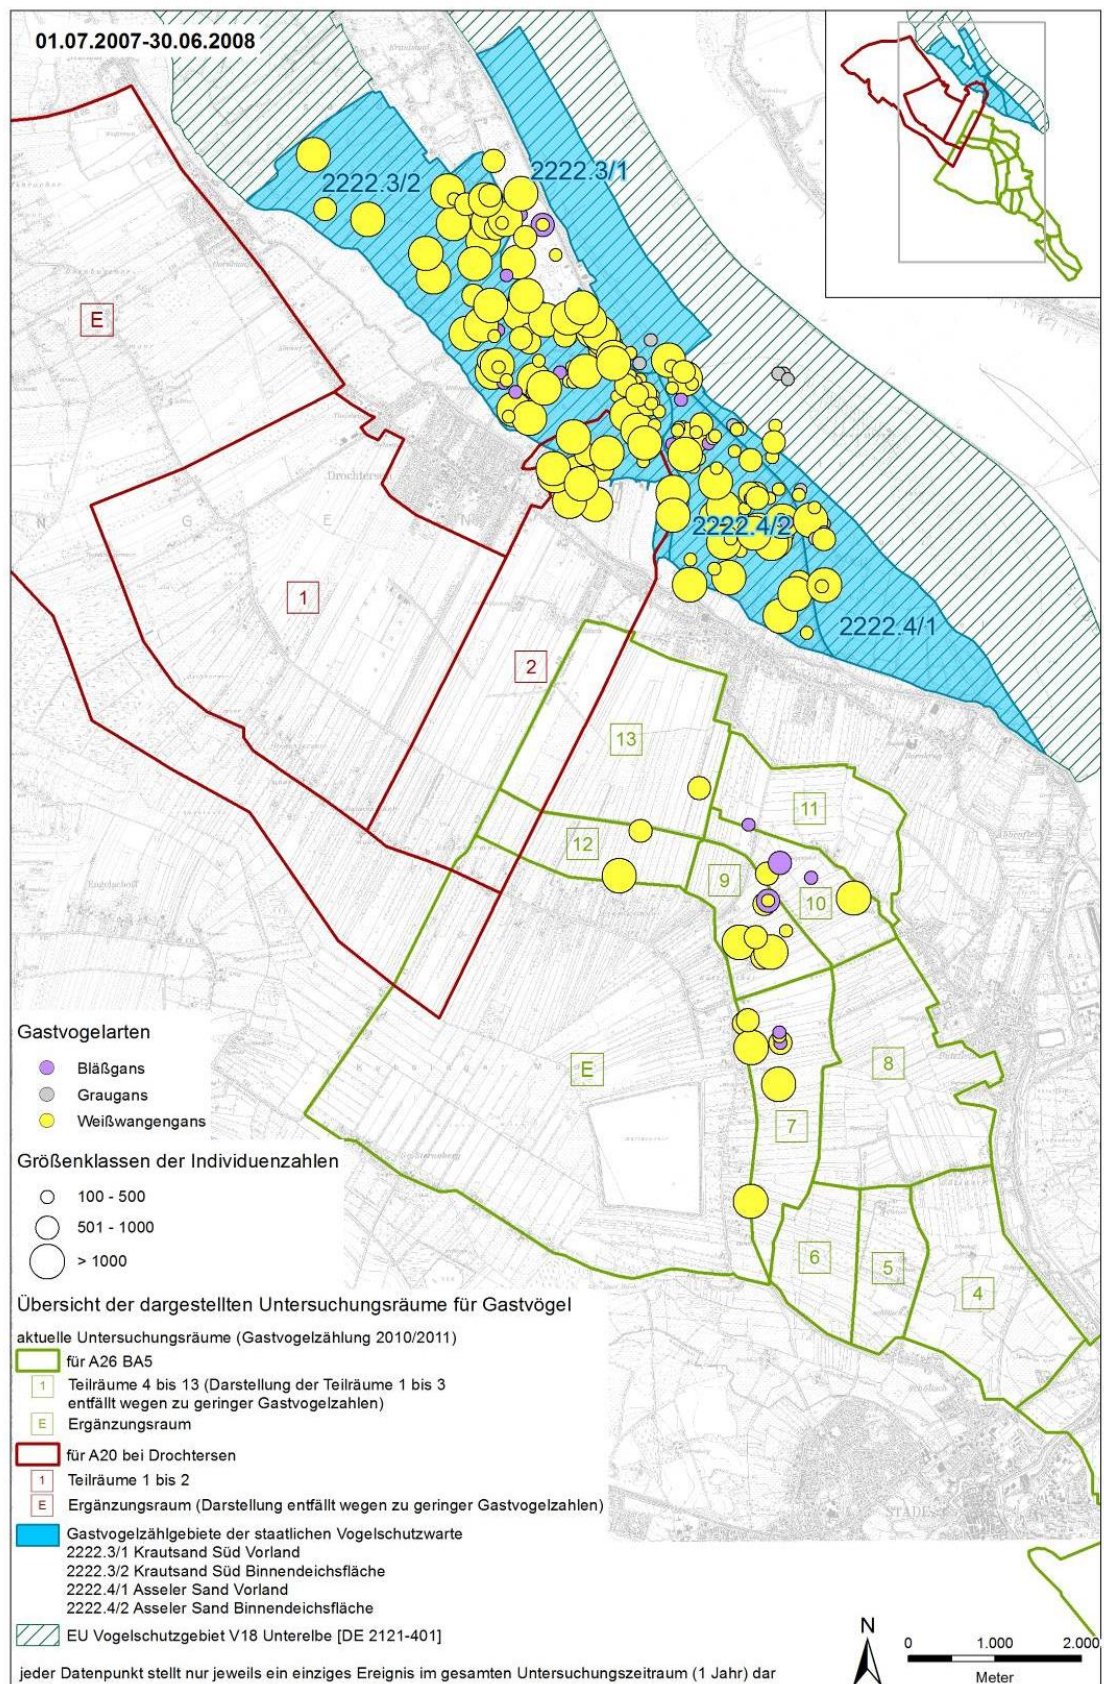 01.07.2007-30.06.2008
2222.3/1
2222.3/2
E
Drochtersen
N
G
E
N
1
2222.4/2
2222.4/1
2
13
11
12
9
10
E
8
7
6
5
4
STADE
Gastvogelarten
Bläßgans
Graugans
Weißwangengans
Größenklassen der Individuenzahlen
100 - 500
501 - 1000
> 1000
Übersicht der dargestellten Untersuchungsräume für Gastvögel
aktuelle Untersuchungsräume (Gastvogelzählung 2010/2011)
für A26 BA5
1 Teilräume 4 bis 13 (Darstellung der Teilräume 1 bis 3
entfällt wegen zu geringer Gastvogelzahlen)
E Ergänzungsraum
für A20 bei Drochtersen
1 Teilräume 1 bis 2
E Ergänzungsraum (Darstellung entfällt wegen zu geringer Gastvogelzahlen)
Gastvogelzählgebiete der staatlichen Vogelschutzwarte
2222.3/1 Krautsand Süd Vorland
2222.3/2 Krautsand Süd Binnendeichsfläche
2222.4/1 Asseler Sand Vorland
2222.4/2 Asseler Sand Binnendeichsfläche
EU Vogelschutzgebiet V18 Unterelbe [DE 2121-401]
jeder Datenpunkt stellt nur jeweils ein einziges Ereignis im gesamten Untersuchungszeitraum (1 Jahr) dar
N
0 1.000 2.000
Meter